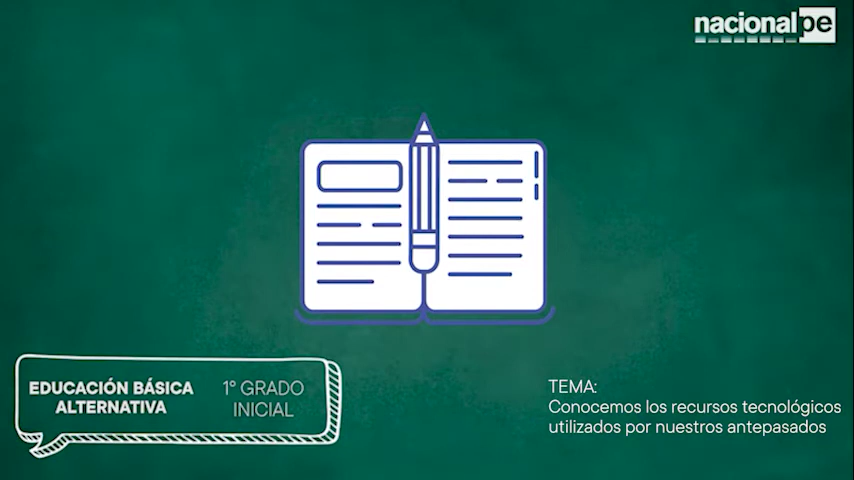 nacionalpe
EDUCACIÓN BÁSICA
ALTERNATIVA
1° GRADO
INICIAL
TEMA:
Conocemos los recursos tecnológicos
utilizados por nuestros antepasados